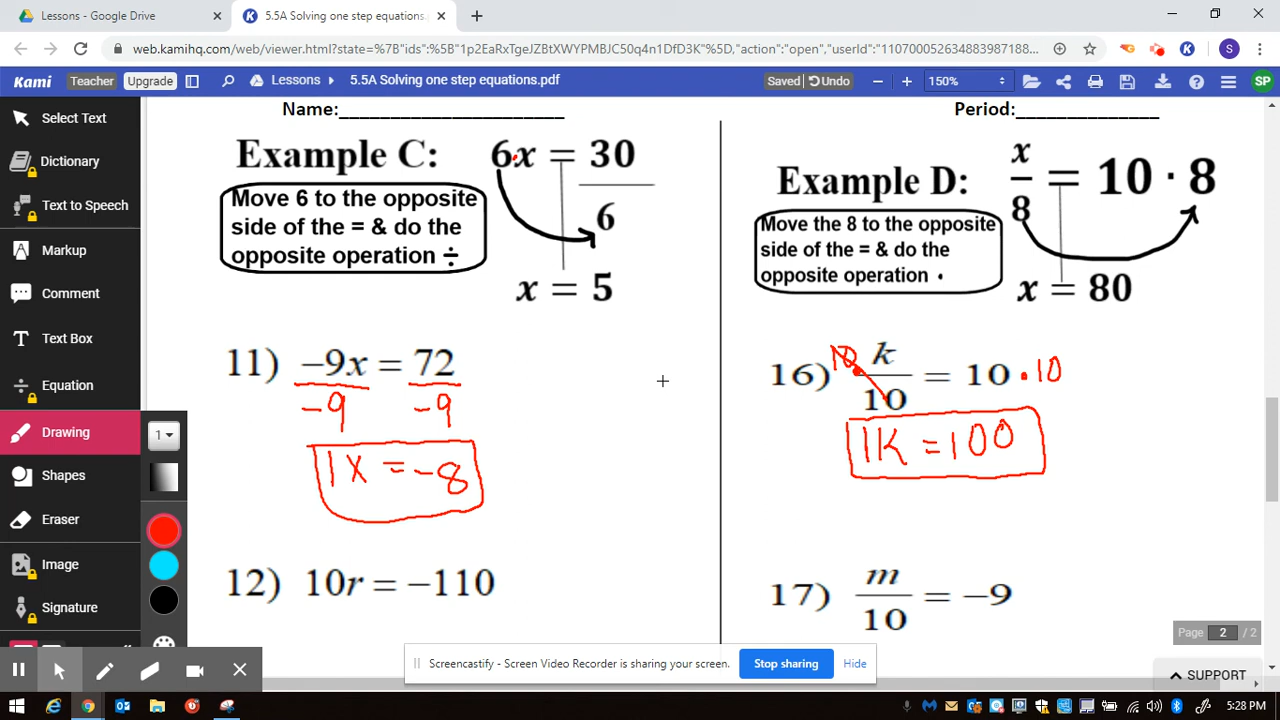 Lessons - Google Drive
5.5A Solving one step equations.
web.kamihq.com/web/viewer.html?state=%7B"ids":%5B"1p2EaRxTgeJZBtXWYPMBJC50q4n1DfD3K"%5D,"action":"open","userId":"110700052634883987188...
S
Kami
Teacher
Upgrade
Lessons
5.5A Solving one step equations.pdf
Saved
Undo
150%
SP
Select Text
Dictionary
Text to Speech
Markup
Comment
Text Box
Equation
Drawing
Shapes
Eraser
Image
Signature
1
Name:______________________
Period:_____________
Example C:
6·x = 30
6
Move 6 to the opposite
side of the = & do the
opposite operation ÷
x = 5
11) -9x = 72
-9 -9
1x = -8
12) 10r = -110
Example D:
x/8 = 10 · 8
Move the 8 to the opposite
side of the = & do the
opposite operation ·
x = 80
16) 10 · k/10 = 10 · 10
1K = 100
17) m/10 = -9
Page 2 / 2
Screencastify - Screen Video Recorder is sharing your screen.
Stop sharing
Hide
SUPPORT
5:28 PM